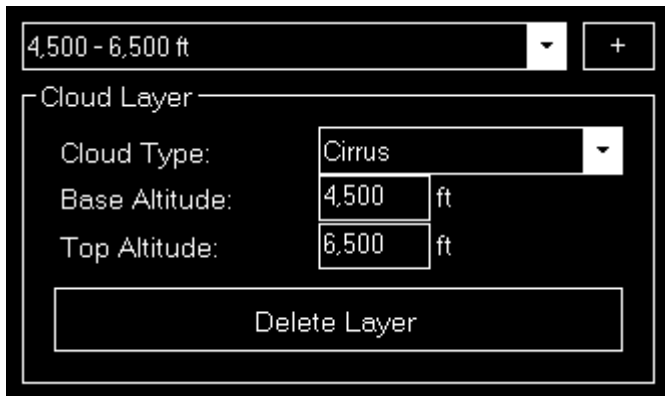 4,500 - 6,500 ft +
Cloud Layer
Cloud Type: Cirrus
Base Altitude: 4,500 ft
Top Altitude: 6,500 ft
Delete Layer